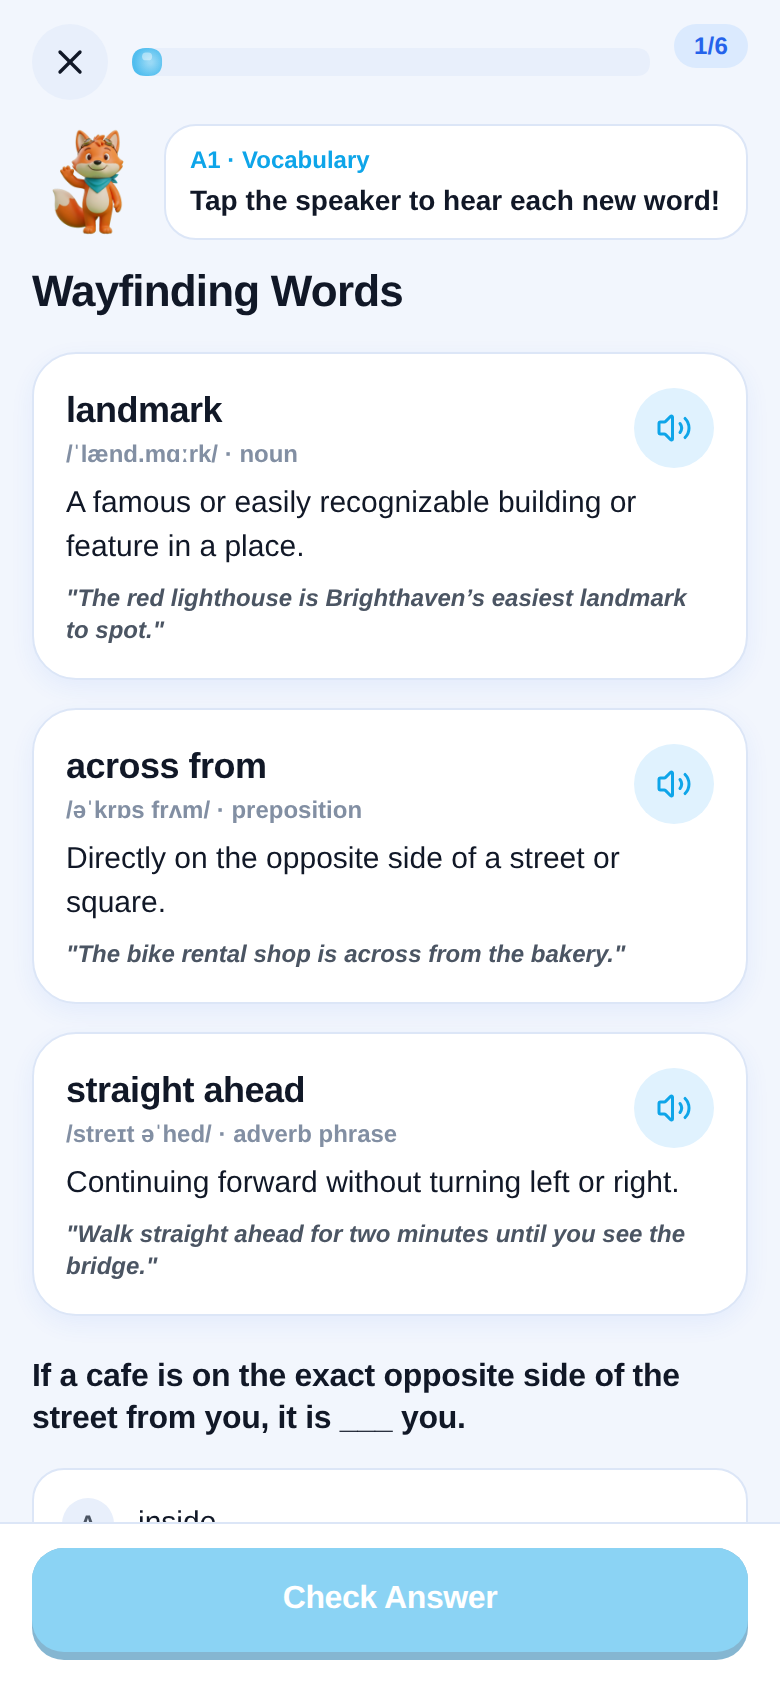 1/6
A1 · Vocabulary
Tap the speaker to hear each new word!
Wayfinding Words
landmark
/ˈlænd.mɑːrk/ · noun
A famous or easily recognizable building or
feature in a place.
"The red lighthouse is Brighthaven’s easiest landmark
to spot."
across from
/əˈkrɒs frʌm/ · preposition
Directly on the opposite side of a street or
square.
"The bike rental shop is across from the bakery."
straight ahead
/streɪt əˈhed/ · adverb phrase
Continuing forward without turning left or right.
"Walk straight ahead for two minutes until you see the
bridge."
If a cafe is on the exact opposite side of the
street from you, it is ___ you.
A inside
Check Answer